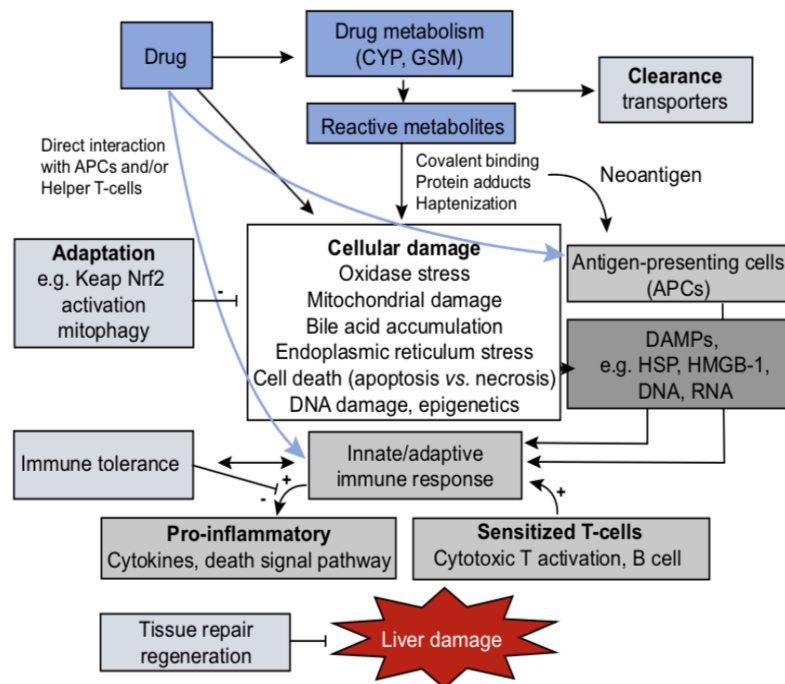 Drug
Drug metabolism
(CYP, GSM)
Clearance
transporters
Reactive metabolites
Direct interaction
with APCs and/or
Helper T-cells
Covalent binding
Protein adducts
Haptenization
Neoantigen
Adaptation
e.g. Keap Nrf2
activation
mitophagy
-
Cellular damage
Oxidase stress
Mitochondrial damage
Bile acid accumulation
Endoplasmic reticulum stress
Cell death (apoptosis vs. necrosis)
DNA damage, epigenetics
Antigen-presenting cells
(APCs)
DAMPs,
e.g. HSP, HMGB-1,
DNA, RNA
Immune tolerance
Innate/adaptive
immune response
+
-
+
Pro-inflammatory
Cytokines, death signal pathway
Sensitized T-cells
Cytotoxic T activation, B cell
Tissue repair
regeneration
Liver damage